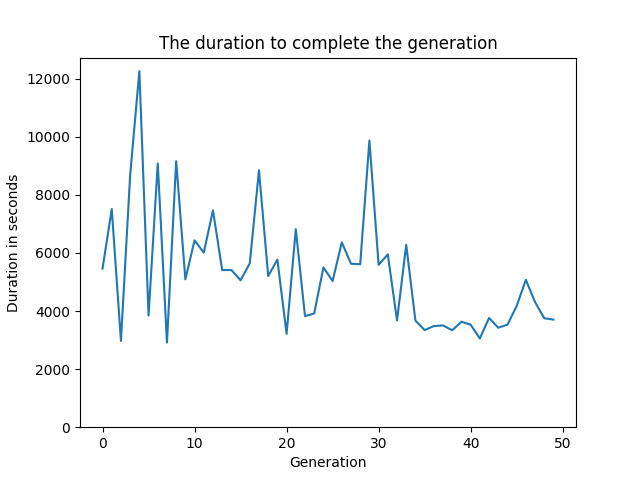 The duration to complete the generation
12000
10000
8000
6000
4000
2000
0
Duration in seconds
0 10 20 30 40 50
Generation